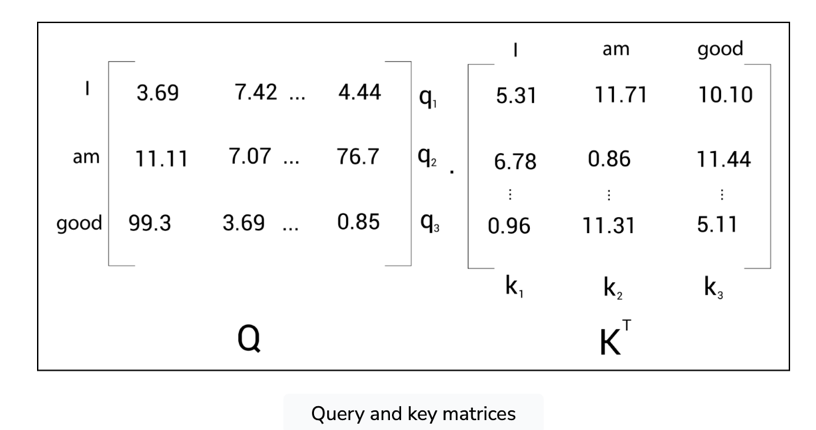 I am good
I 3.69 7.42 ... 4.44 q₁ 5.31 11.71 10.10
am 11.11 7.07 ... 76.7 q₂ . 6.78 0.86 11.44
⋮ ⋮ ⋮
good 99.3 3.69 ... 0.85 q₃ 0.96 11.31 5.11
k₁ k₂ k₃
Q Kᵀ
Query and key matrices